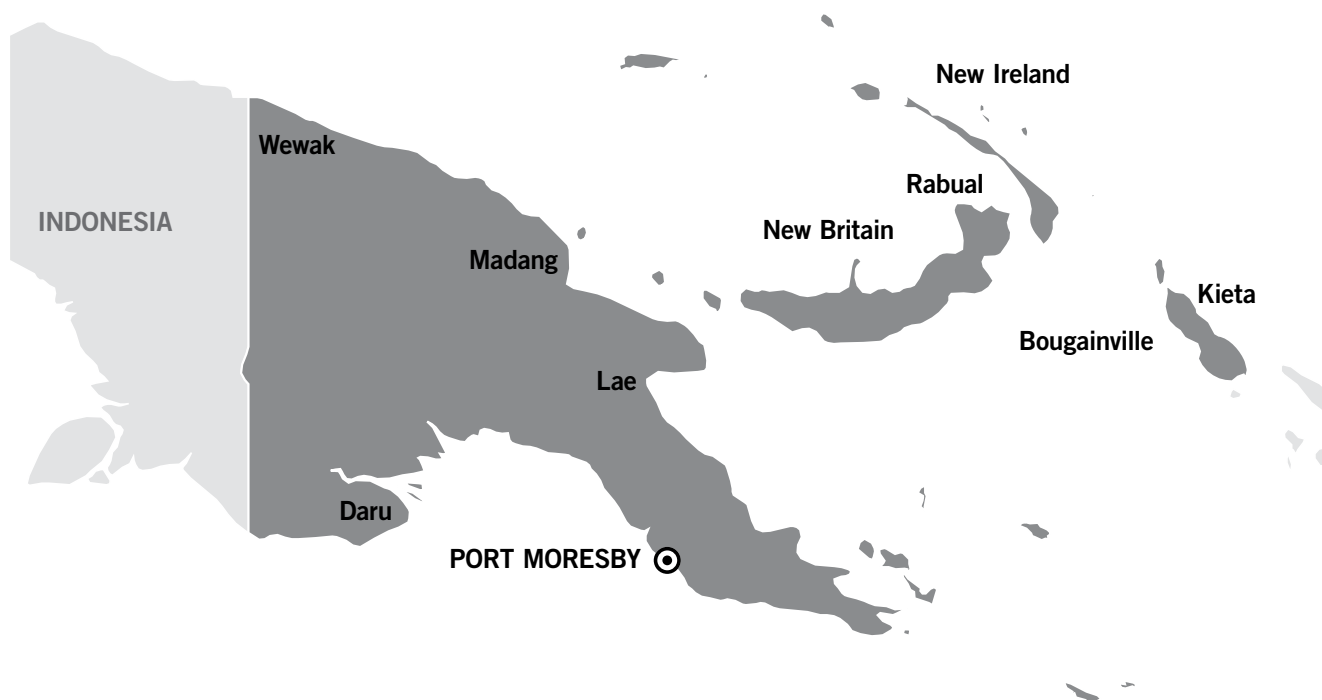 New Ireland
Wewak
Rabual
INDONESIA
New Britain
Madang
Kieta
Bougainville
Lae
Daru
PORT MORESBY